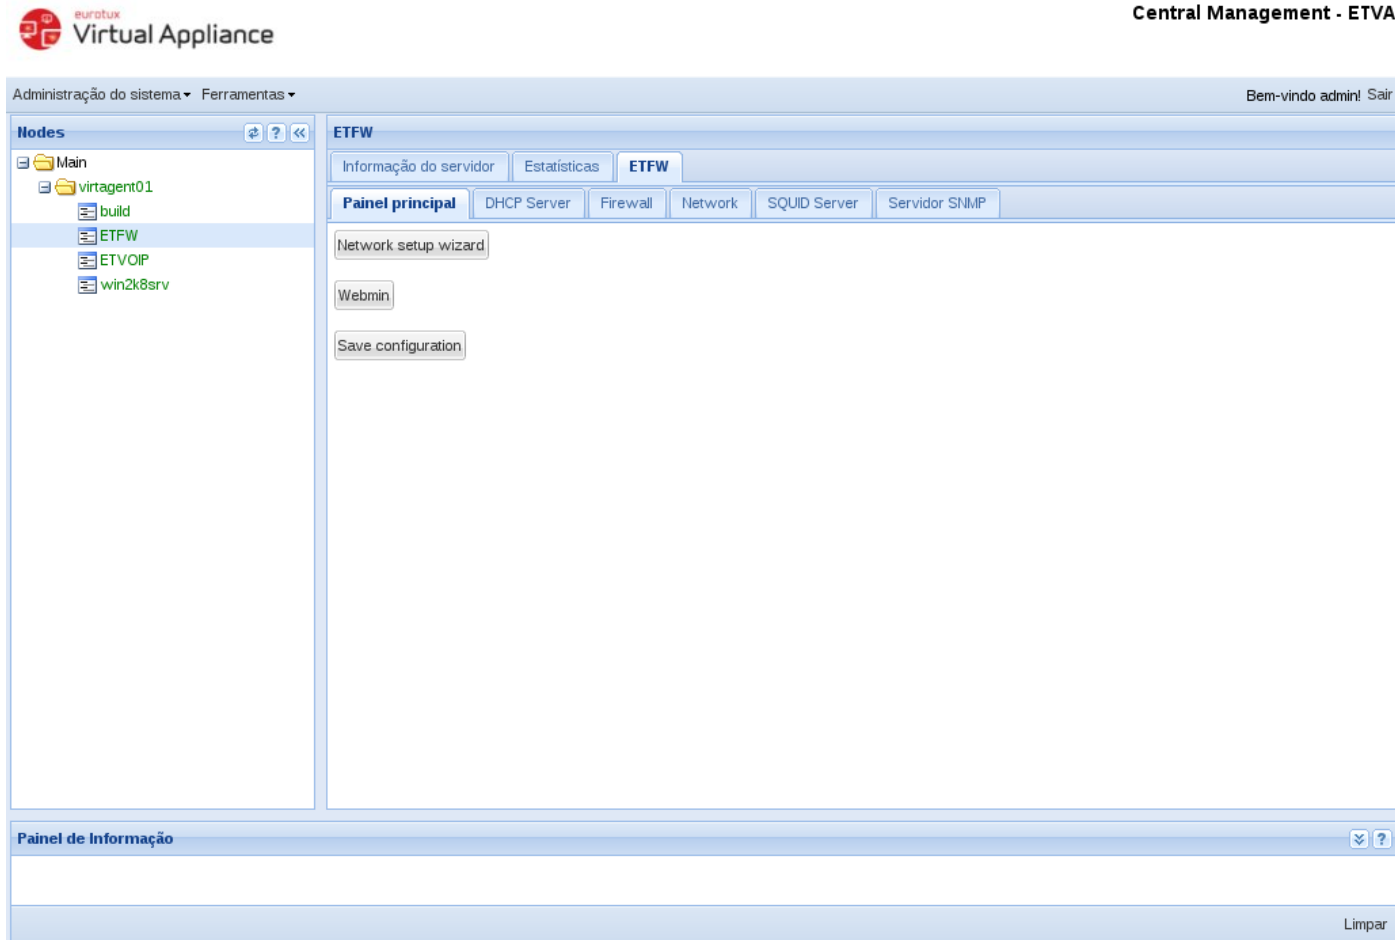 eurotux
Virtual Appliance
Central Management - ETVA
Administração do sistema Ferramentas
Bem-vindo admin! Sair
Nodes
ETFW
Main
virtagent01
build
ETFW
ETVOIP
win2k8srv
Informação do servidor Estatísticas ETFW
Painel principal DHCP Server Firewall Network SQUID Server Servidor SNMP
Network setup wizard
Webmin
Save configuration
Painel de Informação
Limpar